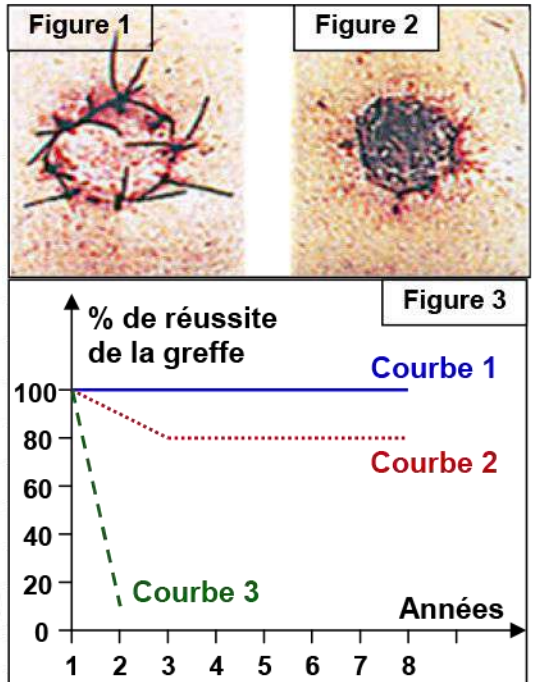 Figure 1
Figure 2
Figure 3
% de réussite
de la greffe
Courbe 1
100
80
Courbe 2
60
40
20
Courbe 3
Années
0
1 2 3 4 5 6 7 8